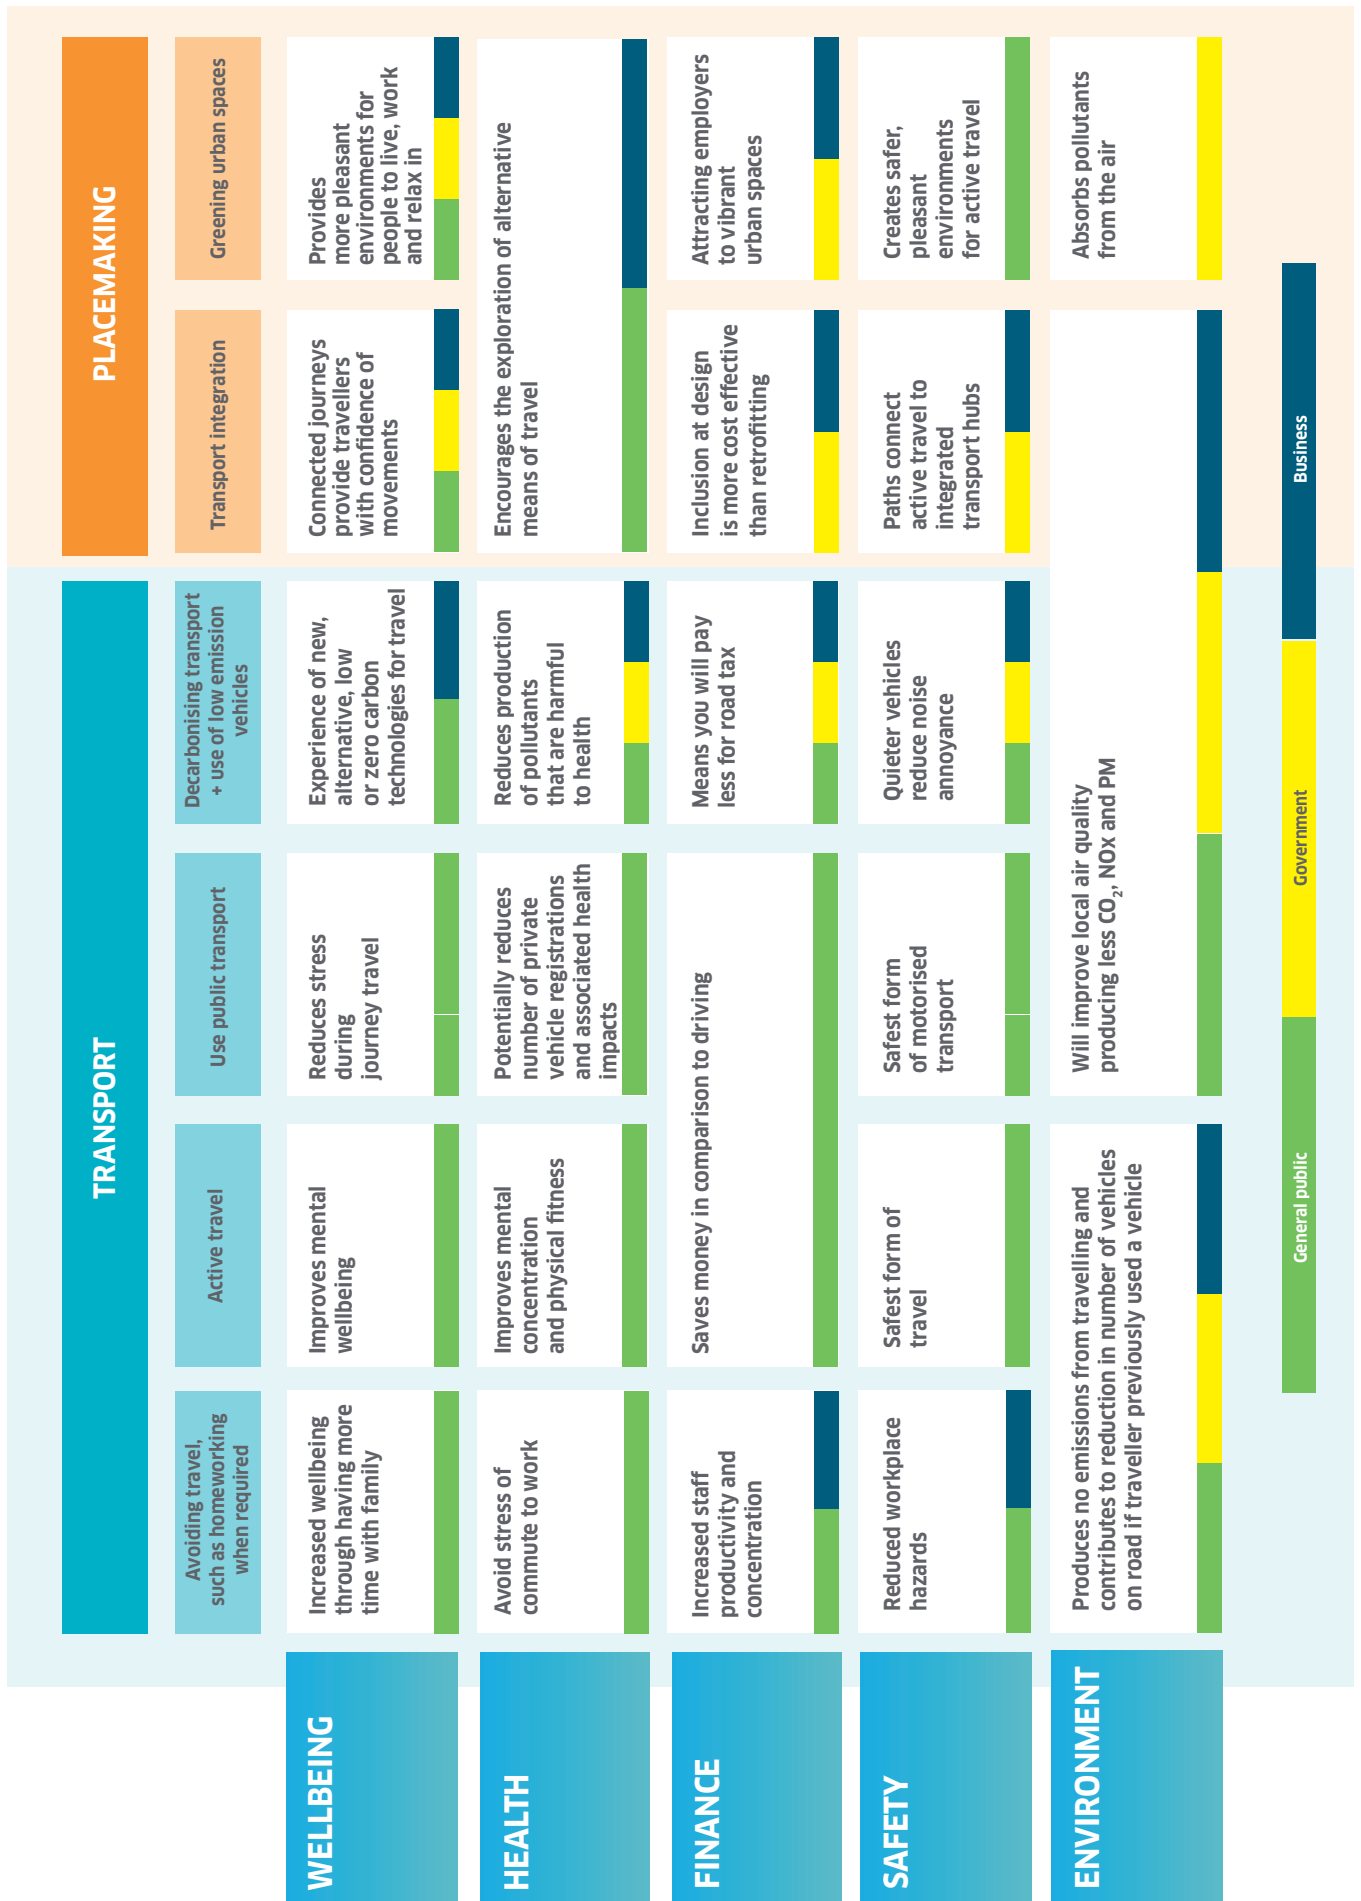 TRANSPORT
PLACEMAKING
Avoiding travel,
such as homeworking
when required
Active travel
Use public transport
Decarbonising transport
+ use of low emission
vehicles
Transport integration
Greening urban spaces
WELLBEING
Increased wellbeing
through having more
time with family
Improves mental
wellbeing
Reduces stress
during
journey travel
Experience of new,
alternative, low
or zero carbon
technologies for travel
Connected journeys
provide travellers
with confidence of
movements
Provides
more pleasant
environments for
people to live, work
and relax in
HEALTH
Avoid stress of
commute to work
Improves mental
concentration
and physical fitness
Potentially reduces
number of private
vehicle registrations
and associated health
impacts
Reduces production
of pollutants
that are harmful
to health
Encourages the exploration of alternative
means of travel
FINANCE
Increased staff
productivity and
concentration
Saves money in comparison to driving
Means you will pay
less for road tax
Inclusion at design
is more cost effective
than retrofitting
Attracting employers
to vibrant
urban spaces
SAFETY
Reduced workplace
hazards
Safest form of
travel
Safest form
of motorised
transport
Quieter vehicles
reduce noise
annoyance
Paths connect
active travel to
integrated
transport hubs
Creates safer,
pleasant
environments
for active travel
ENVIRONMENT
Produces no emissions from travelling and
contributes to reduction in number of vehicles
on road if traveller previously used a vehicle
Will improve local air quality
producing less CO₂, NOx and PM
Absorbs pollutants
from the air
General public
Government
Business